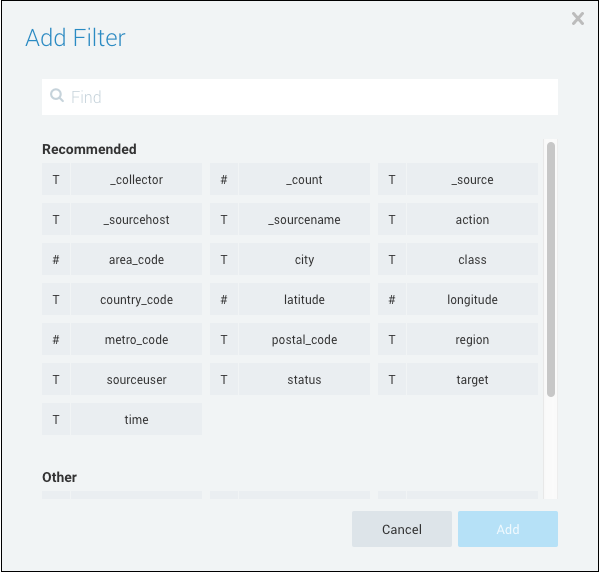 Add Filter
Find
Recommended
T _collector # _count T _source
T _sourcehost T _sourcename T action
# area_code T city T class
T country_code # latitude # longitude
# metro_code T postal_code T region
T sourceuser T status T target
T time
Other
Cancel Add